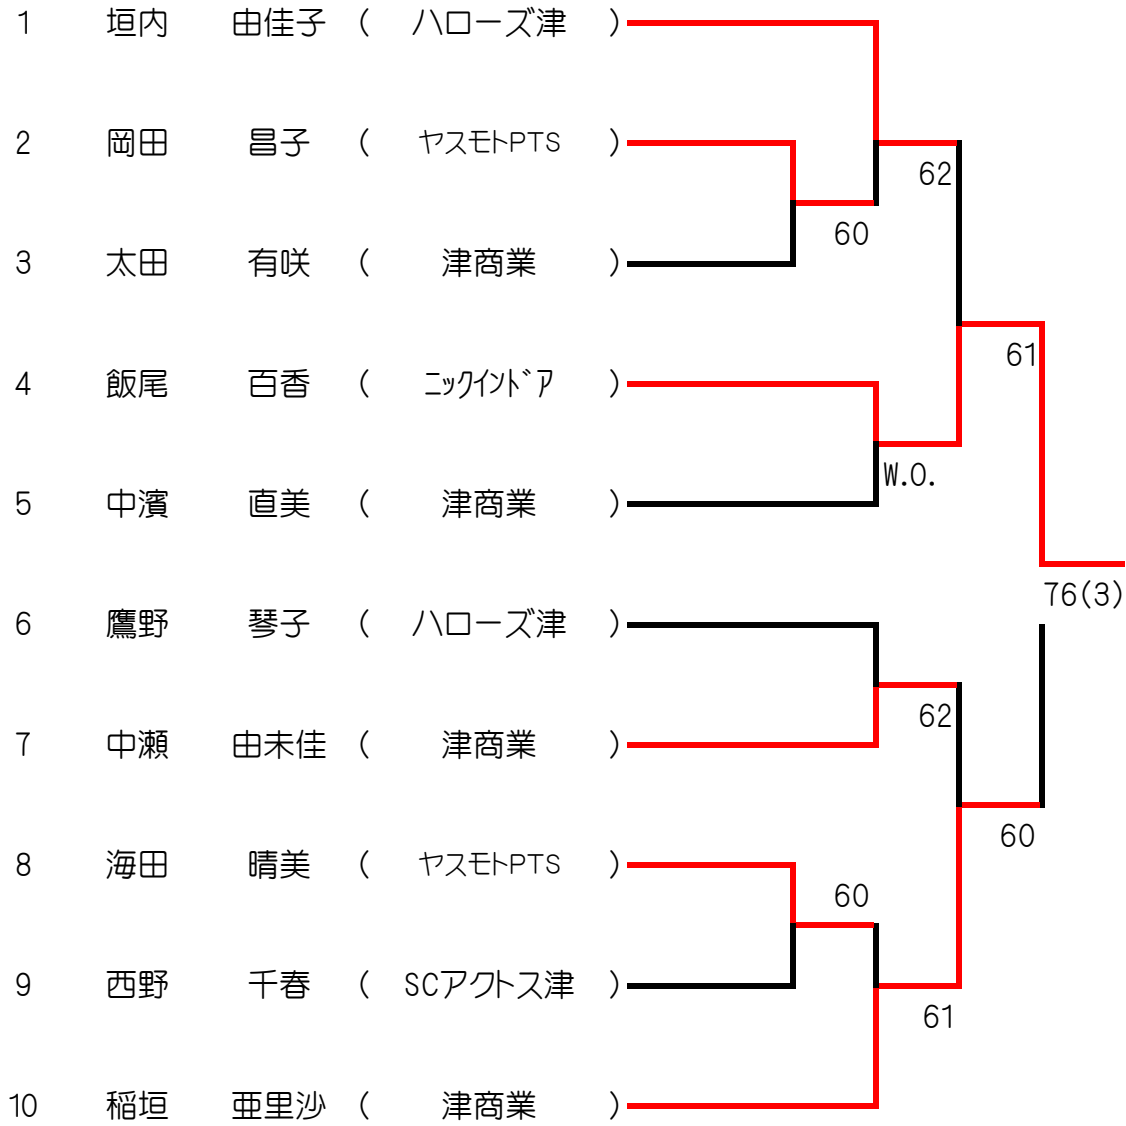 1 垣内 由佳子 ( ハローズ津 )
2 岡田 昌子 ( ヤスモトPTS )
62
60
3 太田 有咲 ( 津商業 )
61
4 飯尾 百香 ( ニックインドア )
W.O.
5 中濱 直美 ( 津商業 )
76(3)
6 鷹野 琴子 ( ハローズ津 )
62
7 中瀬 由未佳 ( 津商業 )
60
8 海田 晴美 ( ヤスモトPTS )
60
9 西野 千春 ( SCアクトス津 )
61
10 稲垣 亜里沙 ( 津商業 )